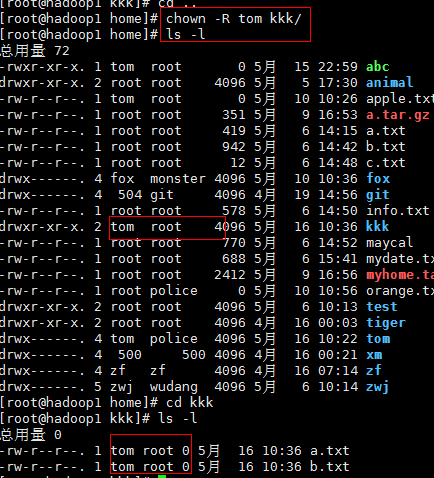 [root@hadoop1 kkk]# cd ..
[root@hadoop1 home]# chown -R tom kkk/
[root@hadoop1 home]# ls -l
总用量 72
-rwxr-xr-x. 1 tom  root       0 5月  15 22:59 abc
drwxr-xr-x. 2 root root    4096 5月   5 17:30 animal
-rw-r--r--. 1 tom  root       0 5月  10 10:26 apple.txt
-rw-r--r--. 1 root root     351 5月   9 16:53 a.tar.gz
-rw-r--r--. 1 root root     419 5月   6 14:15 a.txt
-rw-r--r--. 1 root root     942 5月   6 14:42 b.txt
-rw-r--r--. 1 root root      12 5月   6 14:48 c.txt
drwx------. 4 fox  monster 4096 5月  10 10:36 fox
drwx------. 4  504 git     4096 4月  19 14:56 git
-rw-r--r--. 1 root root     578 5月   6 14:50 info.txt
drwxr-xr-x. 2 tom  root    4096 5月  16 10:36 kkk
-rw-r--r--. 1 root root     770 5月   6 14:52 maycal
-rw-r--r--. 1 root root     688 5月   6 15:41 mydate.tx
-rw-r--r--. 1 root root    2412 5月   9 16:56 myhome.ta
-rw-r--r--. 1 root police     0 5月  10 10:56 orange.tx
drwxr-xr-x. 2 root root    4096 5月   6 10:13 test
drwxr-xr-x. 2 root root    4096 4月  16 00:03 tiger
drwx------. 4 tom  police  4096 5月  16 10:22 tom
drwx------. 4  500     500 4096 4月  16 00:21 xm
drwx------. 4 zf   zf      4096 4月  16 07:14 zf
drwx------. 5 zwj  wudang  4096 5月   6 10:14 zwj
[root@hadoop1 home]# cd kkk
[root@hadoop1 kkk]# ls -l
总用量 0
-rw-r--r--. 1 tom root 0 5月  16 10:36 a.txt
-rw-r--r--. 1 tom root 0 5月  16 10:36 b.txt
[root@hadoop1 kkk]#